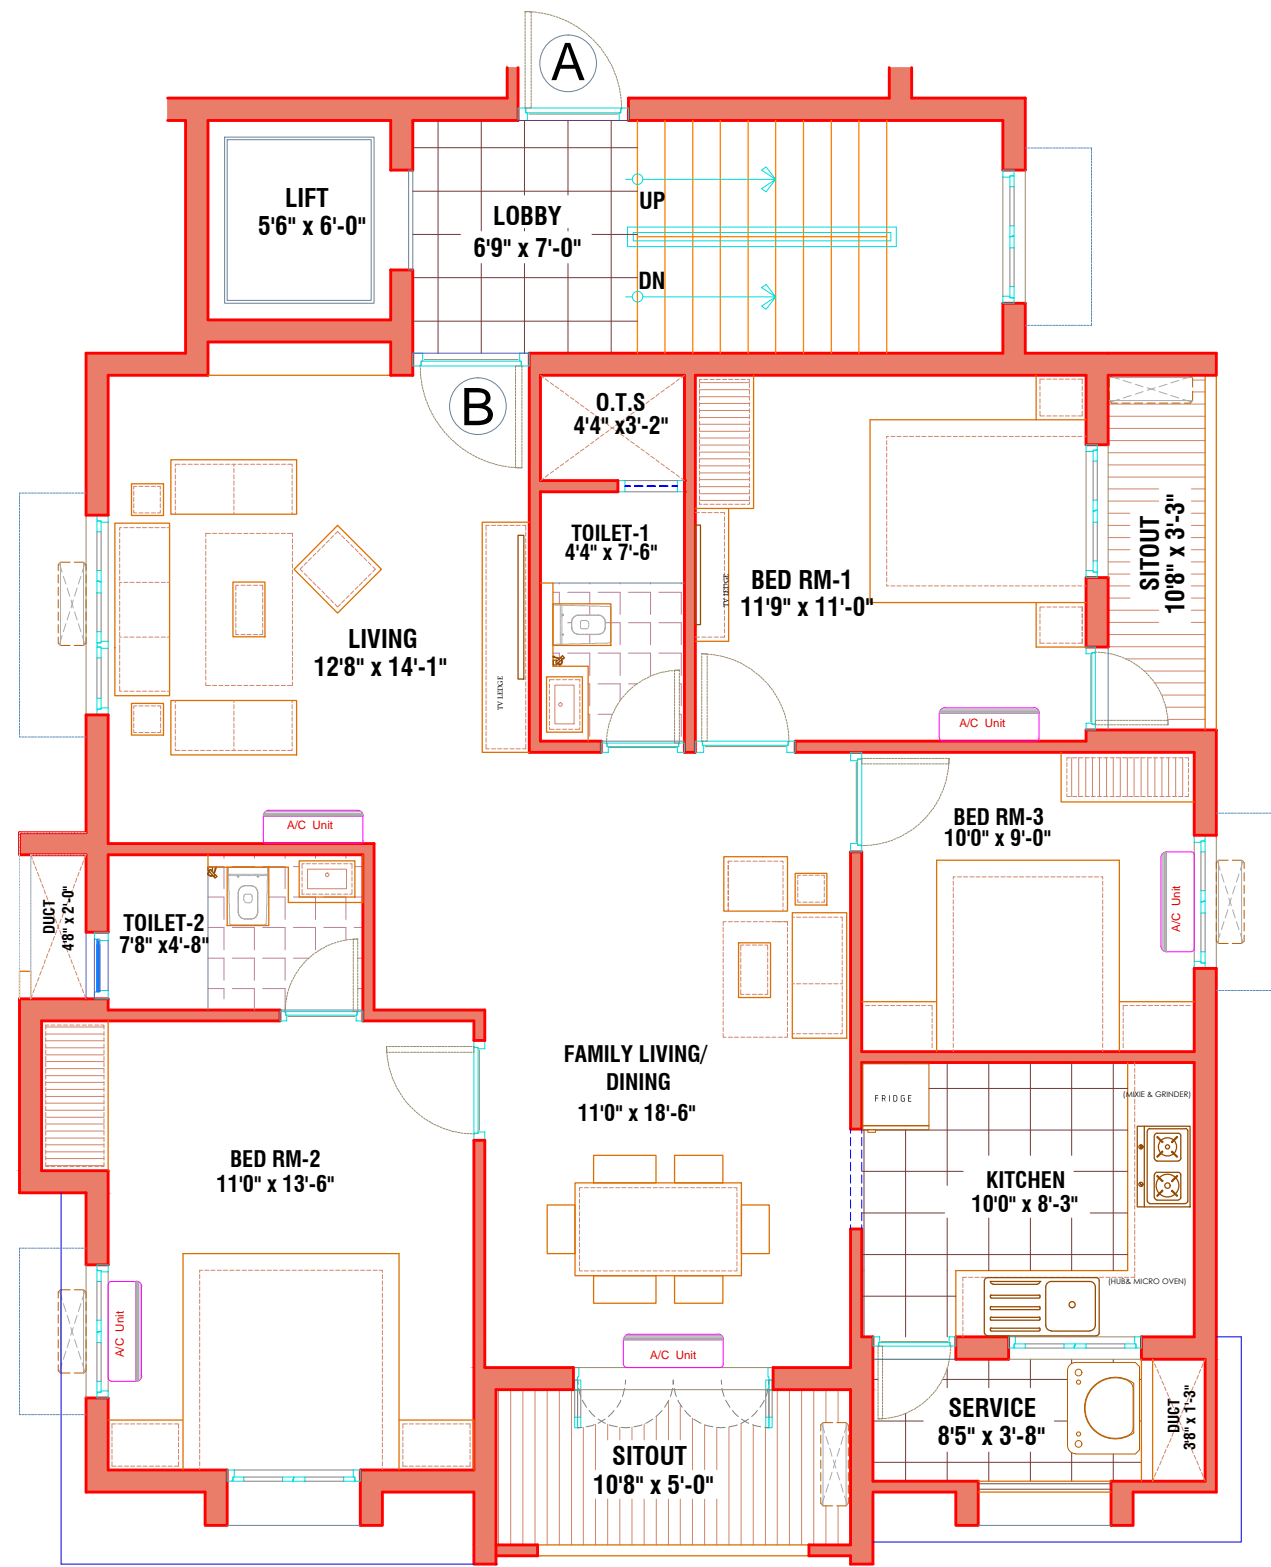 A
LIFT
5'6" x 6'-0"
LOBBY
6'9" x 7'-0"
UP
DN
B
O.T.S
4'4" x3'-2"
TOILET-1
4'4" x 7'-6"
BED RM-1
11'9" x 11'-0"
TV LEDGE
SITOUT
10'8" x 3'-3"
LIVING
12'8" x 14'-1"
TV LEDGE
A/C Unit
A/C Unit
BED RM-3
10'0" x 9'-0"
A/C Unit
DUCT
4'8" x 2'-0"
TOILET-2
7'8" x4'-8"
FAMILY LIVING/
DINING
11'0" x 18'-6"
FRIDGE
(MIXIE & GRINDER)
BED RM-2
11'0" x 13'-6"
KITCHEN
10'0" x 8'-3"
(HUB& MICRO OVEN)
A/C Unit
A/C Unit
SITOUT
10'8" x 5'-0"
SERVICE
8'5" x 3'-8"
DUCT
3'8" x 1'-3"